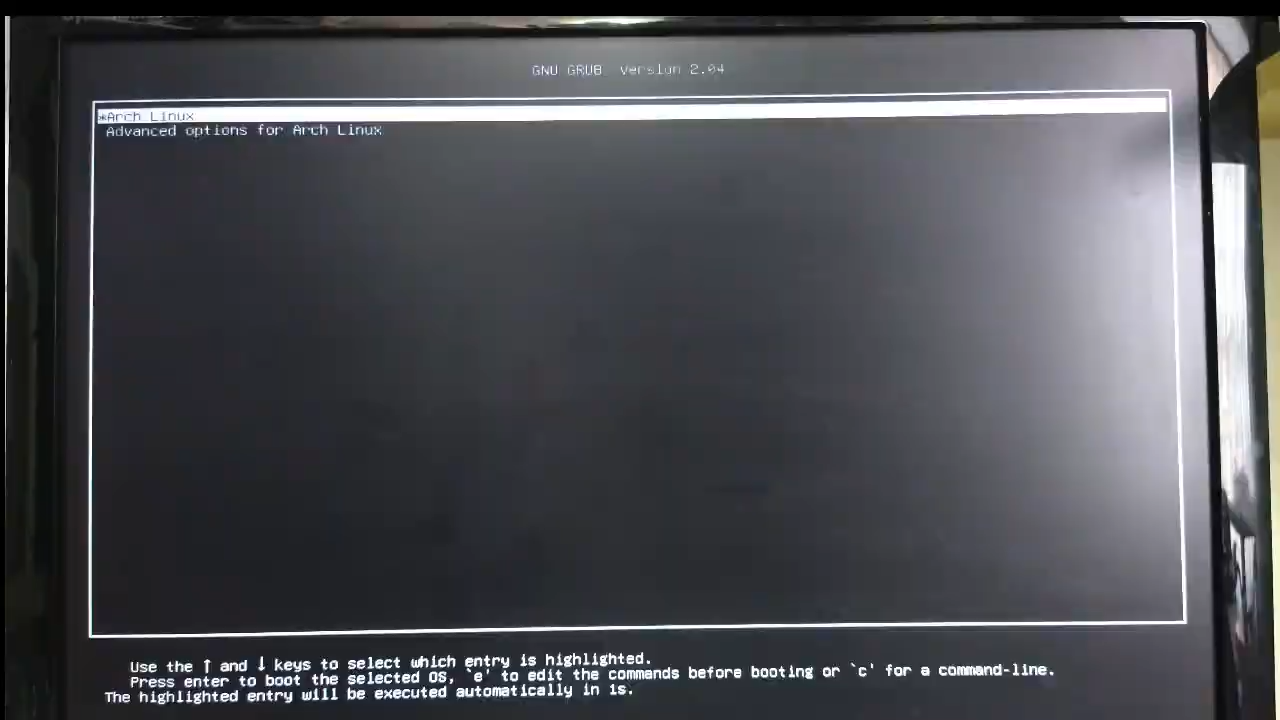 GNU GRUB version 2.04
*Arch Linux
Advanced options for Arch Linux
Use the ↑ and ↓ keys to select which entry is highlighted.
Press enter to boot the selected OS, `e' to edit the commands before booting or `c' for a command-line.
The highlighted entry will be executed automatically in 1s.